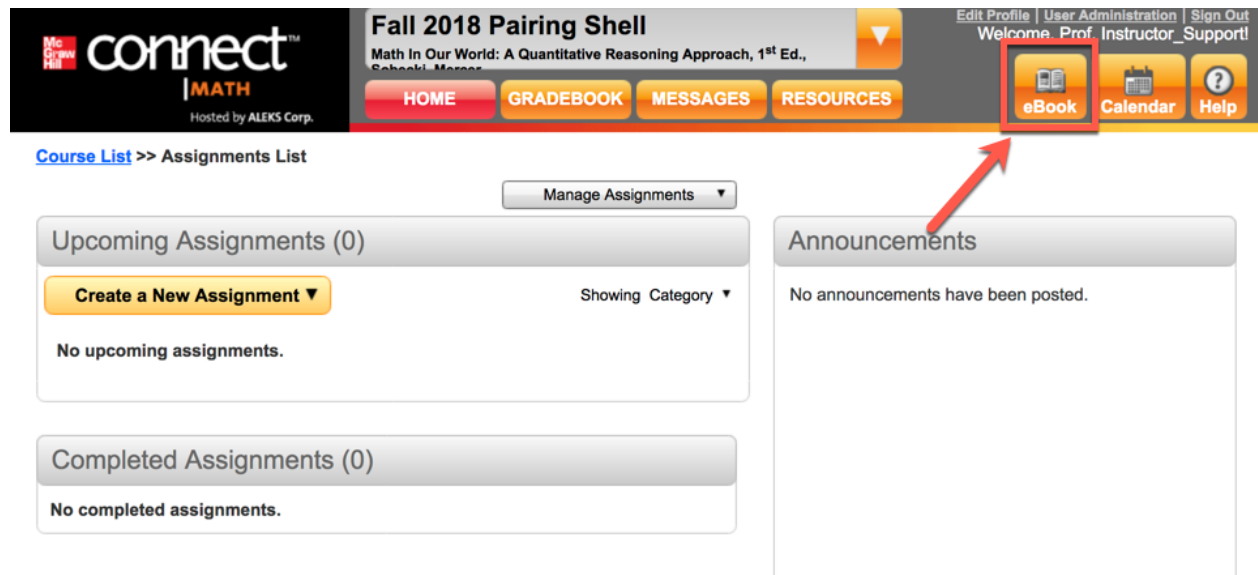 Mc Graw Hill connect™
MATH
Hosted by ALEKS Corp.
Fall 2018 Pairing Shell
Math In Our World: A Quantitative Reasoning Approach, 1st Ed.,
Sobecki, Mercer
Edit Profile | User Administration | Sign Out
Welcome, Prof. Instructor_Support!
HOME GRADEBOOK MESSAGES RESOURCES
eBook Calendar Help
Course List >> Assignments List
Manage Assignments ▼
Upcoming Assignments (0)
Create a New Assignment ▼
Showing Category ▼
No upcoming assignments.
Completed Assignments (0)
No completed assignments.
Announcements
No announcements have been posted.